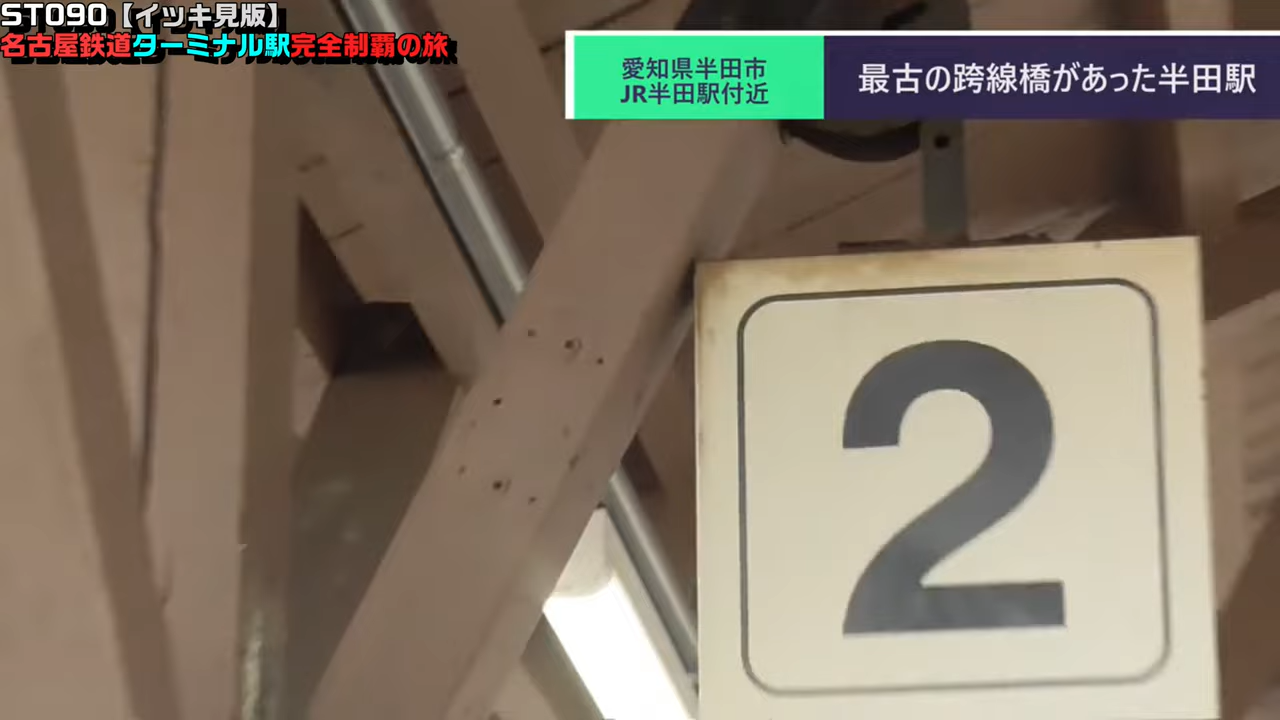 STO90【イッキ見版】
名古屋鉄道ターミナル駅完全制覇の旅
愛知県半田市
JR半田駅付近
最古の跨線橋があった半田駅
2